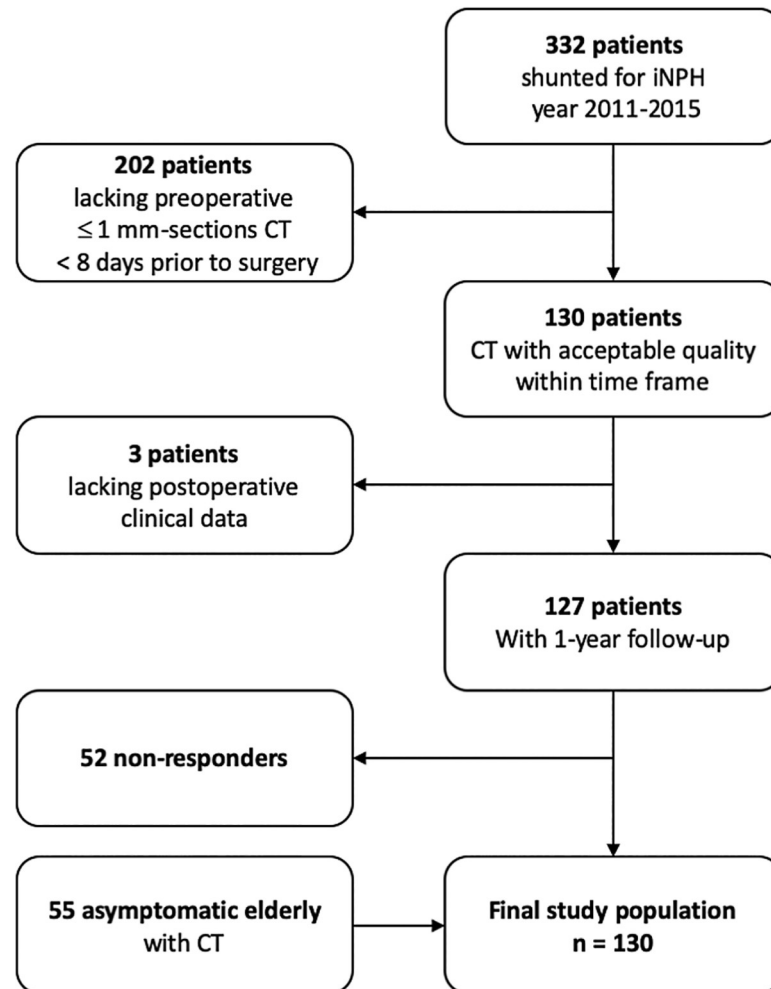 332 patients
shunted for iNPH
year 2011-2015
202 patients
lacking preoperative
≤ 1 mm-sections CT
< 8 days prior to surgery
130 patients
CT with acceptable quality
within time frame
3 patients
lacking postoperative
clinical data
127 patients
With 1-year follow-up
52 non-responders
55 asymptomatic elderly
with CT
Final study population
n = 130